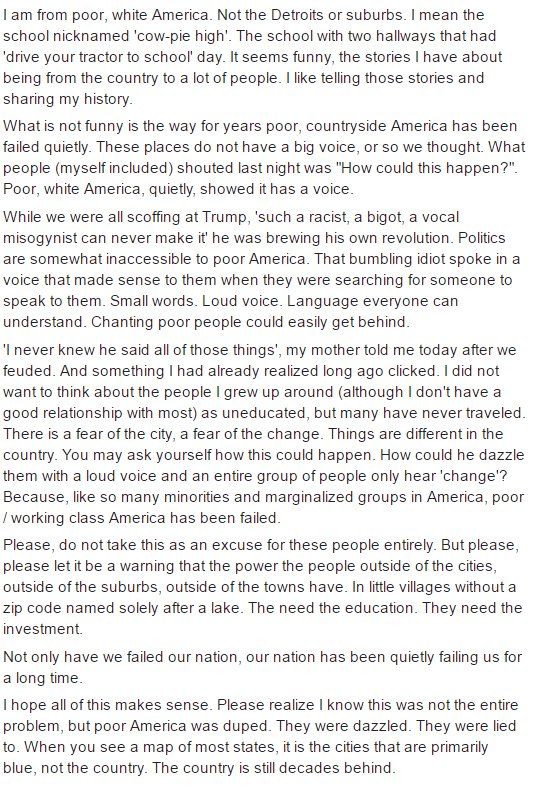 I am from poor, white America. Not the Detroits or suburbs. I mean the
school nicknamed 'cow-pie high'. The school with two hallways that had
'drive your tractor to school' day. It seems funny, the stories I have about
being from the country to a lot of people. I like telling those stories and
sharing my history.
What is not funny is the way for years poor, countryside America has been
failed quietly. These places do not have a big voice, or so we thought. What
people (myself included) shouted last night was "How could this happen?".
Poor, white America, quietly, showed it has a voice.
While we were all scoffing at Trump, 'such a racist, a bigot, a vocal
misogynist can never make it' he was brewing his own revolution. Politics
are somewhat inaccessible to poor America. That bumbling idiot spoke in a
voice that made sense to them when they were searching for someone to
speak to them. Small words. Loud voice. Language everyone can
understand. Chanting poor people could easily get behind.
'I never knew he said all of those things', my mother told me today after we
feuded. And something I had already realized long ago clicked. I did not
want to think about the people I grew up around (although I don't have a
good relationship with most) as uneducated, but many have never traveled.
There is a fear of the city, a fear of the change. Things are different in the
country. You may ask yourself how this could happen. How could he dazzle
them with a loud voice and an entire group of people only hear 'change'?
Because, like so many minorities and marginalized groups in America, poor
/ working class America has been failed.
Please, do not take this as an excuse for these people entirely. But please,
please let it be a warning that the power the people outside of the cities,
outside of the suburbs, outside of the towns have. In little villages without a
zip code named solely after a lake. The need the education. They need the
investment.
Not only have we failed our nation, our nation has been quietly failing us for
a long time.
I hope all of this makes sense. Please realize I know this was not the entire
problem, but poor America was duped. They were dazzled. They were lied
to. When you see a map of most states, it is the cities that are primarily
blue, not the country. The country is still decades behind.